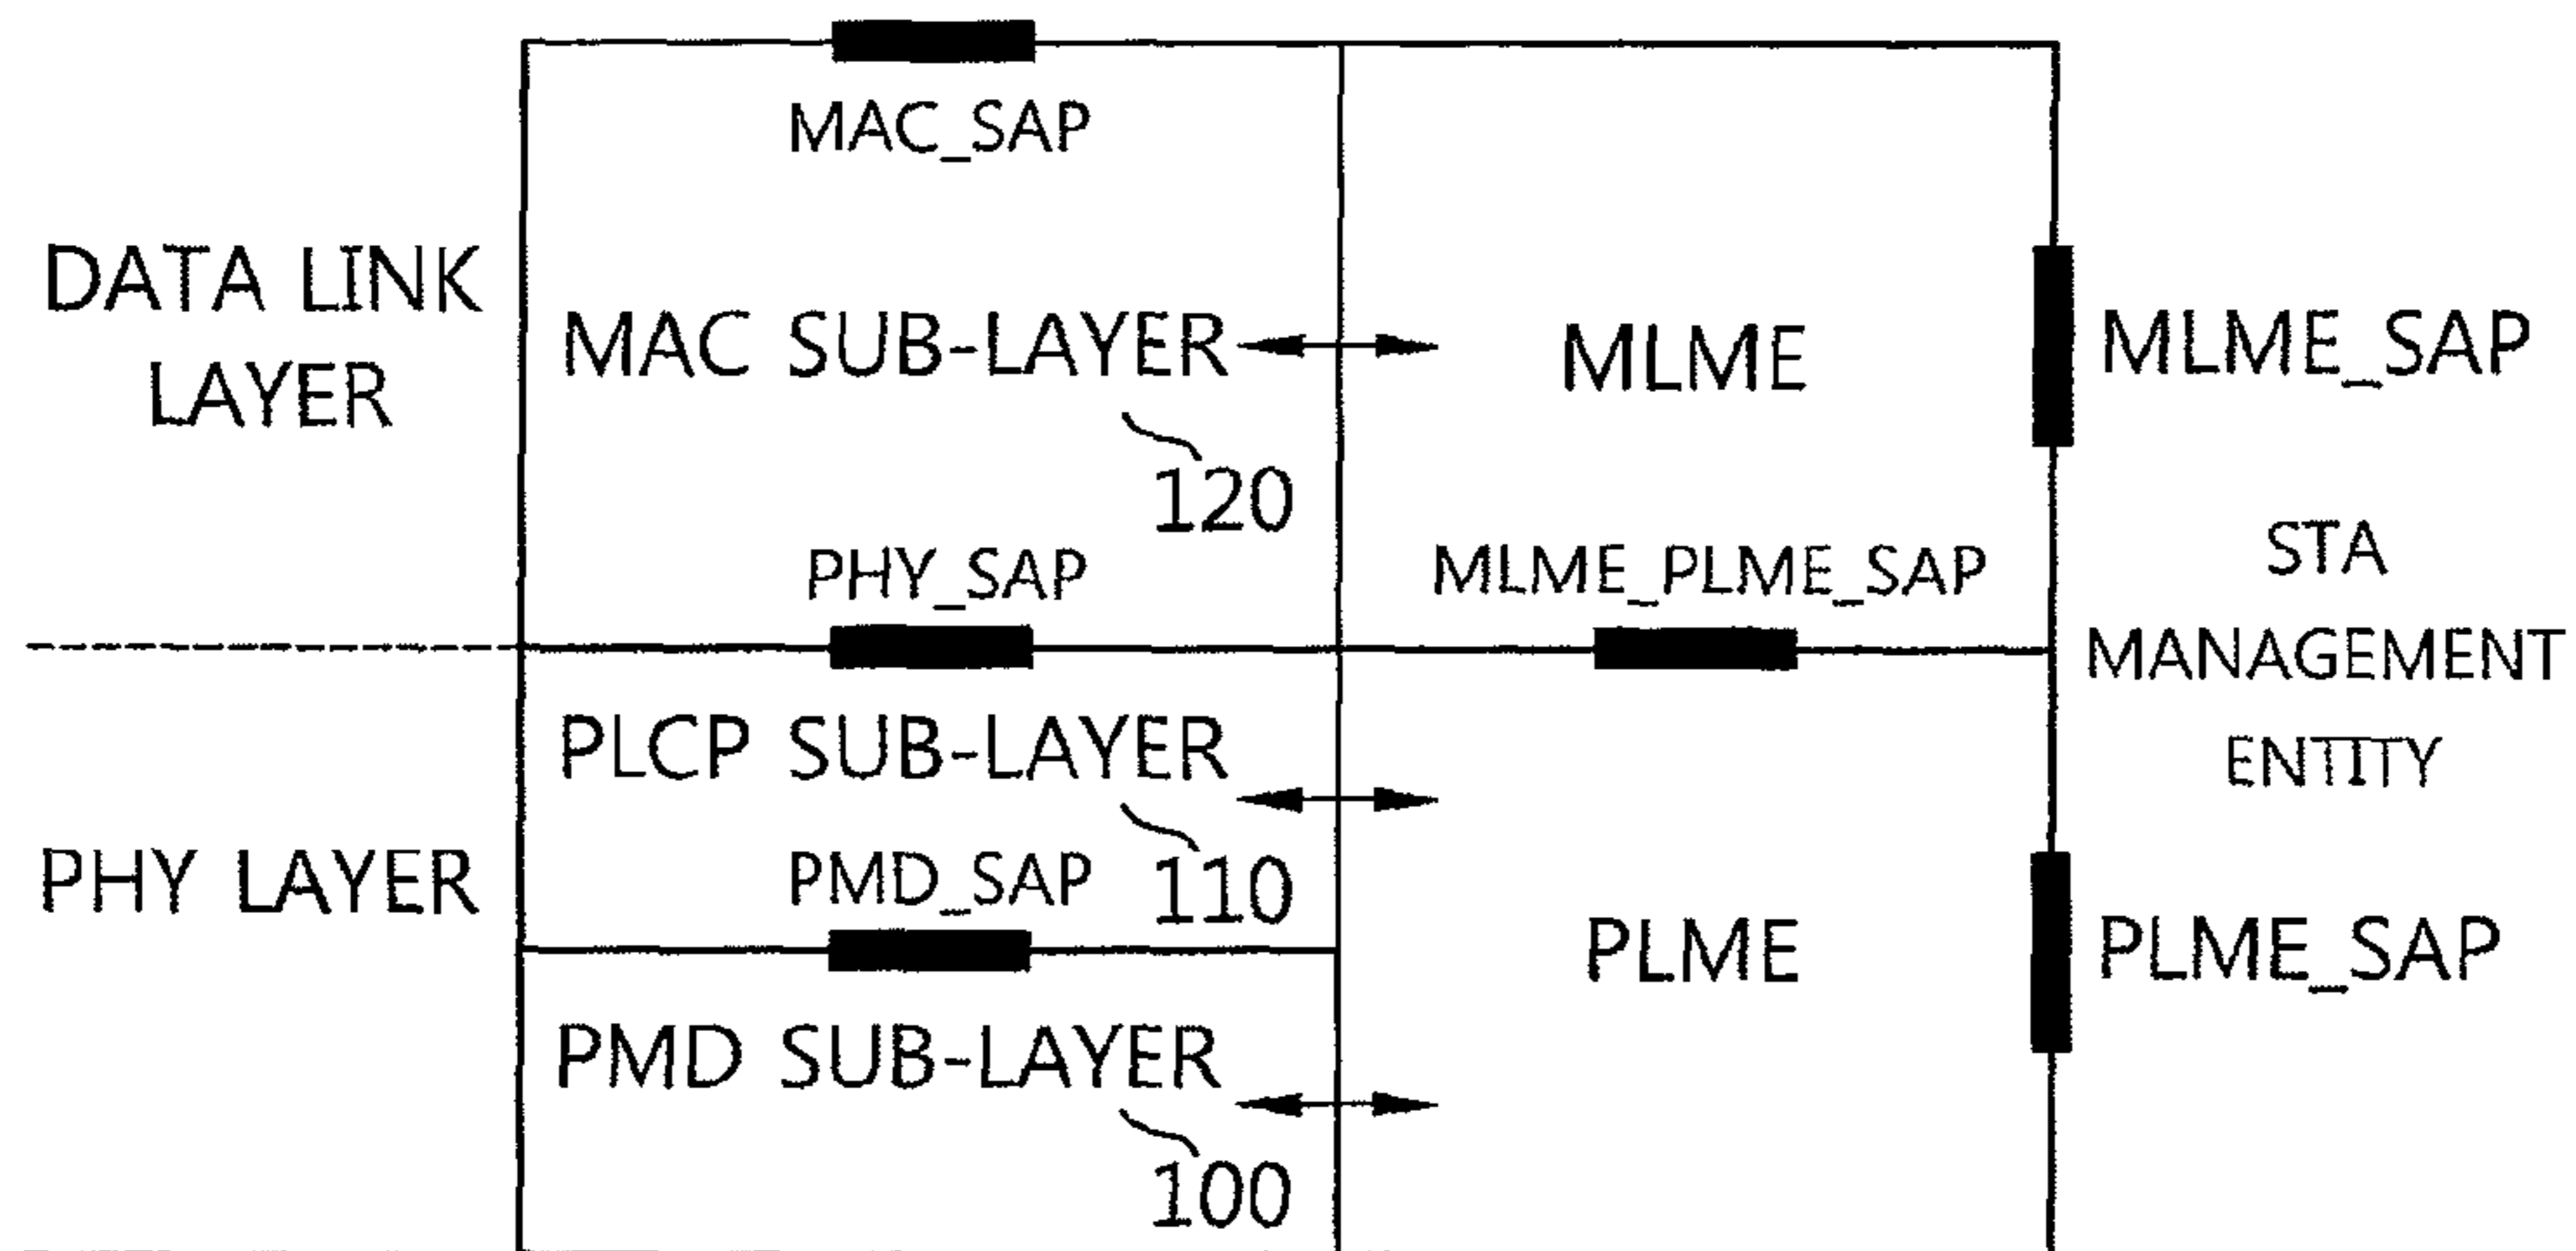 MAC_SAP
DATA LINK
LAYER
MAC SUB-LAYER
120
MLME
MLME_SAP
PHY_SAP
MLME_PLME_SAP
STA
MANAGEMENT
ENTITY
PHY LAYER
PLCP SUB-LAYER
110
PMD_SAP
PLME
PLME_SAP
PMD SUB-LAYER
100